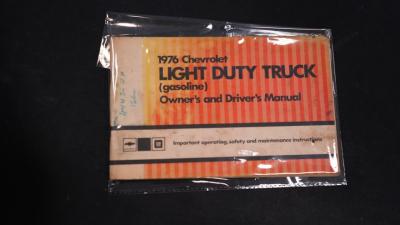 1976 Chevrolet
LIGHT DUTY TRUCK
(gasoline)
Owner's and Driver's Manual
Important operating, safety and maintenance instructions